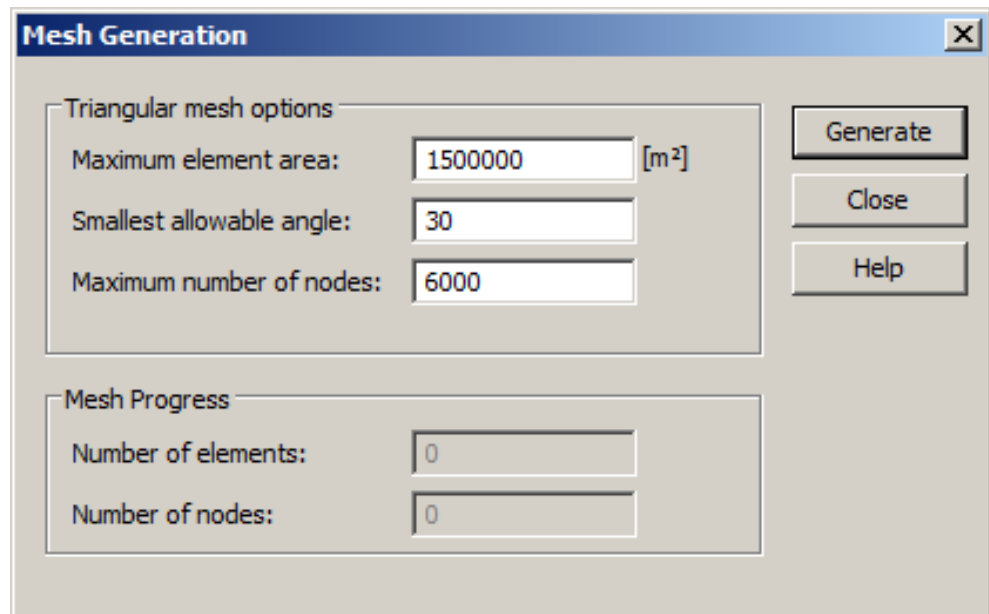 Mesh Generation
Triangular mesh options
Maximum element area: 1500000 [m²]
Smallest allowable angle: 30
Maximum number of nodes: 6000
Generate
Close
Help
Mesh Progress
Number of elements: 0
Number of nodes: 0